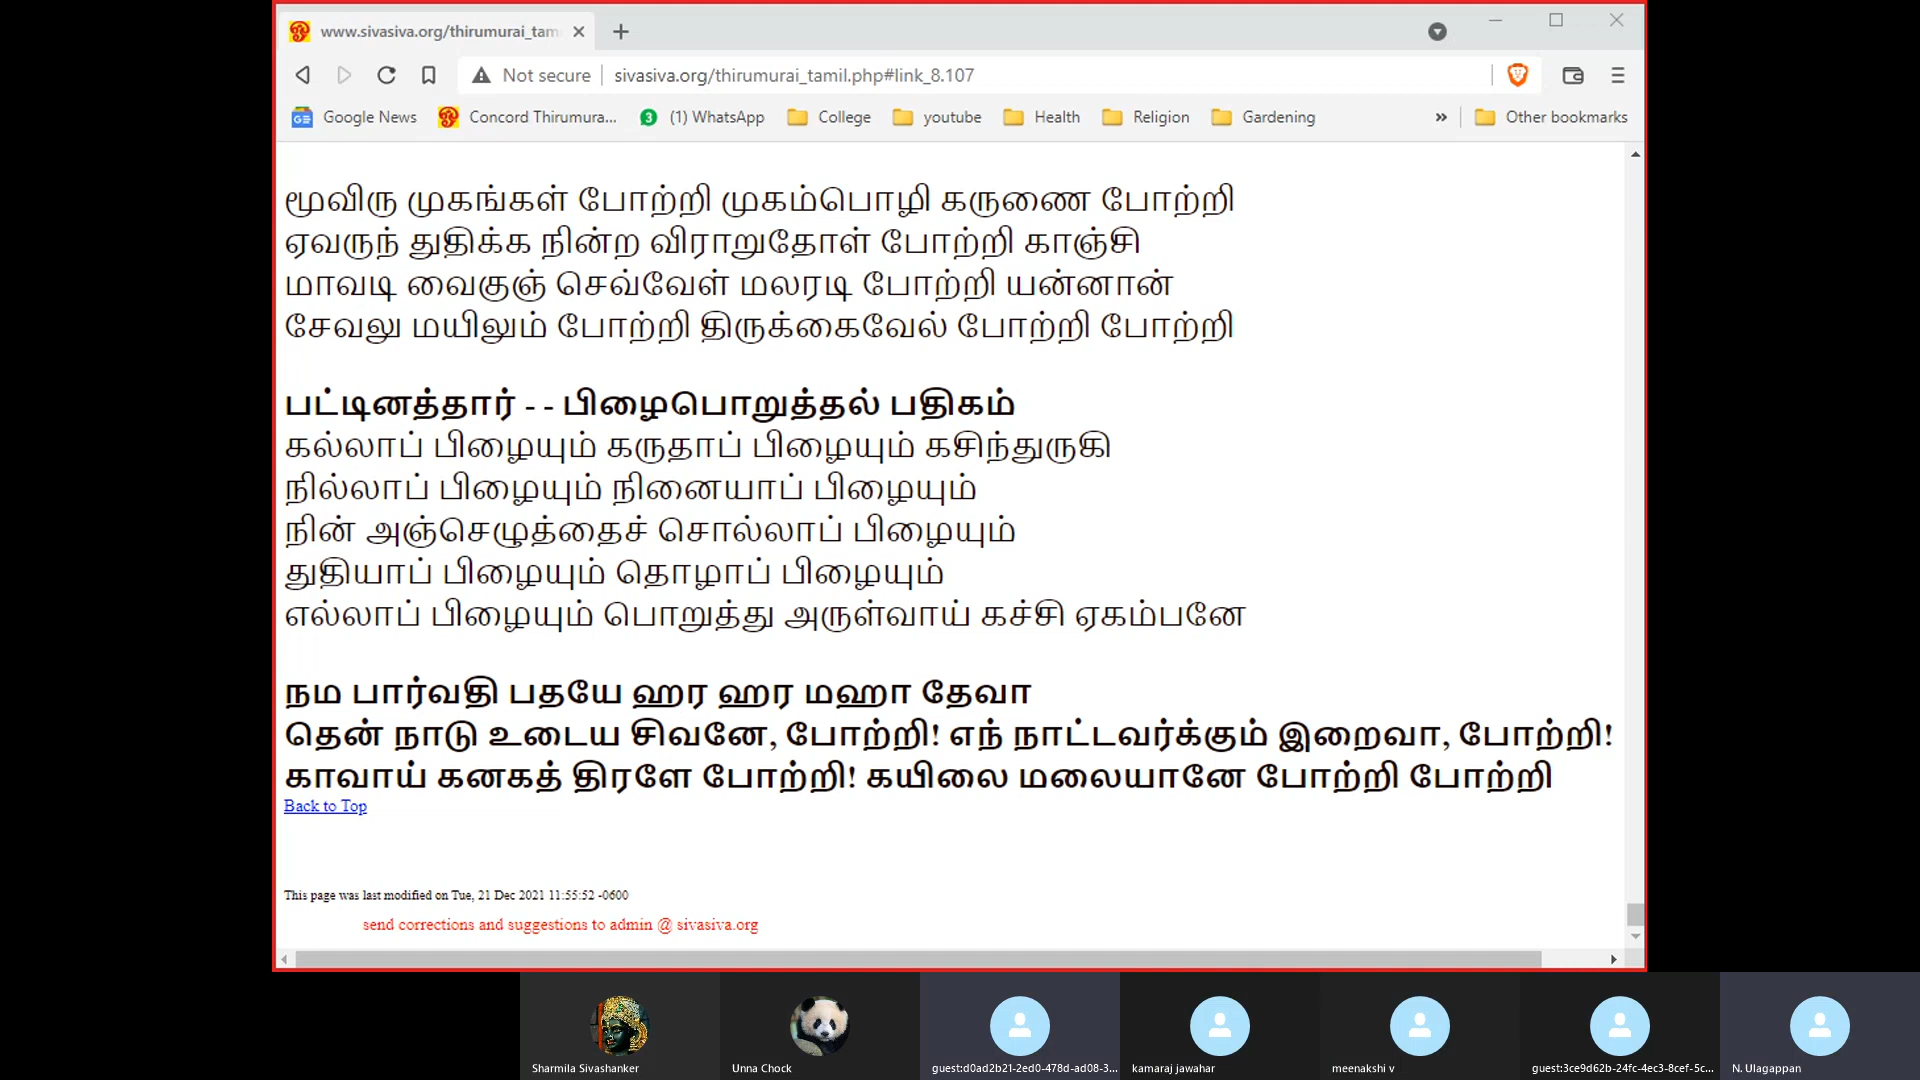 www.sivasiva.org/thirumurai_tam
Not secure sivasiva.org/thirumurai_tamil.php#link_8.107
Google News Concord Thirumura... 3 (1) WhatsApp College youtube Health Religion Gardening » Other bookmarks
மூவிரு முகங்கள் போற்றி முகம்பொழி கருணை போற்றி
ஏவருந் துதிக்க நின்ற விராறுதோள் போற்றி காஞ்சி
மாவடி வைகுஞ் செவ்வேள் மலரடி போற்றி யன்னான்
சேவலு மயிலும் போற்றி திருக்கைவேல் போற்றி போற்றி
பட்டினத்தார் - - பிழைபொறுத்தல் பதிகம்
கல்லாப் பிழையும் கருதாப் பிழையும் கசிந்துருகி
நில்லாப் பிழையும் நினையாப் பிழையும்
நின் அஞ்செழுத்தைச் சொல்லாப் பிழையும்
துதியாப் பிழையும் தொழாப் பிழையும்
எல்லாப் பிழையும் பொறுத்து அருள்வாய் கச்சி ஏகம்பனே
நம பார்வதி பதயே ஹர ஹர மஹா தேவா
தென் நாடு உடைய சிவனே, போற்றி! எந் நாட்டவர்க்கும் இறைவா, போற்றி!
காவாய் கனகத் திரளே போற்றி! கயிலை மலையானே போற்றி போற்றி
Back to Top
This page was last modified on Tue, 21 Dec 2021 11:55:52 -0600
send corrections and suggestions to admin @ sivasiva.org
Sharmila Sivashanker Unna Chock guest:d0ad2b21-2ed0-478d-ad08-3... kamaraj jawahar meenakshi v guest:3ce9d62b-24fc-4ec3-8cef-5c... N. Ulagappan